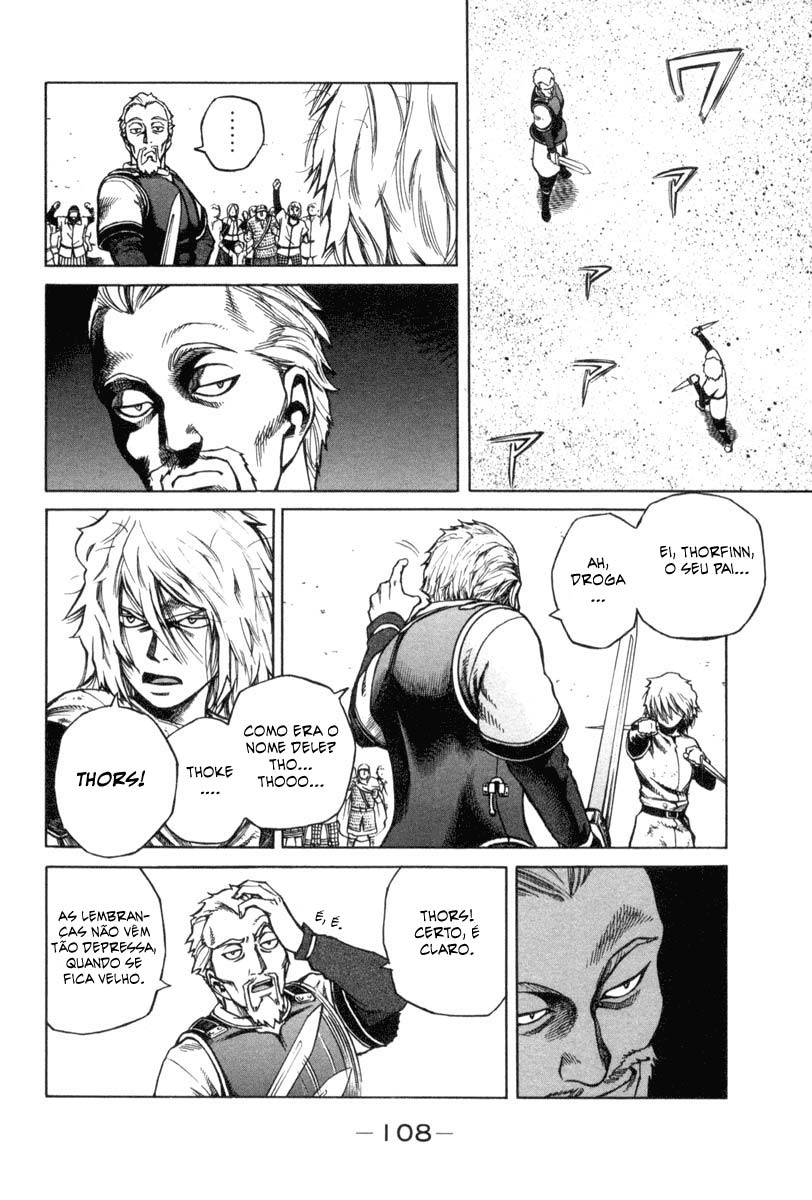 ワ
ア
ア
ア
ア
......
EI, THORFINN,
O SEU PAI...
AH,
DROGA
...
COMO ERA O
NOME DELE?
THO...
THOOO...
THOKE
....
THORS!
THORS!
CERTO, É
CLARO.
É, É.
AS LEMBRAN-
ÇAS NÃO VÊM
TÃO DEPRESSA,
QUANDO SE
FICA VELHO.
—108—